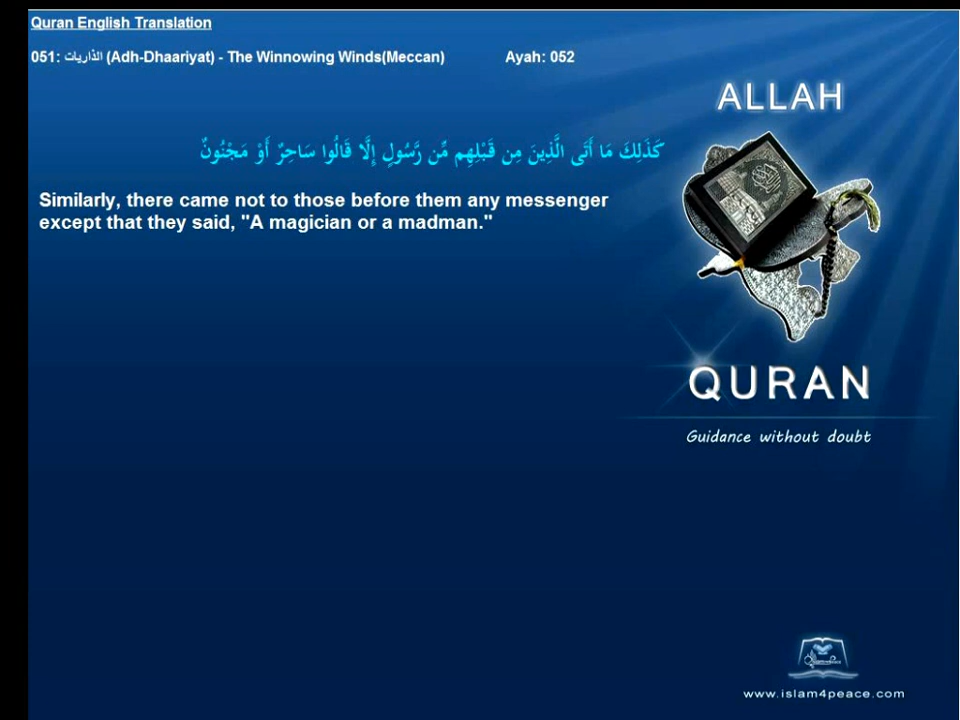 Quran English Translation
051: الذاريات (Adh-Dhaariyat) - The Winnowing Winds(Meccan) Ayah: 052
ALLAH
كَذَلِكَ مَا أَتَى الَّذِينَ مِن قَبْلِهِم مِّن رَّسُولٍ إِلَّا قَالُوا سَاحِرٌ أَوْ مَجْنُونٌ
Similarly, there came not to those before them any messenger
except that they said, "A magician or a madman."
QURAN
Guidance without doubt
www.islam4peace.com